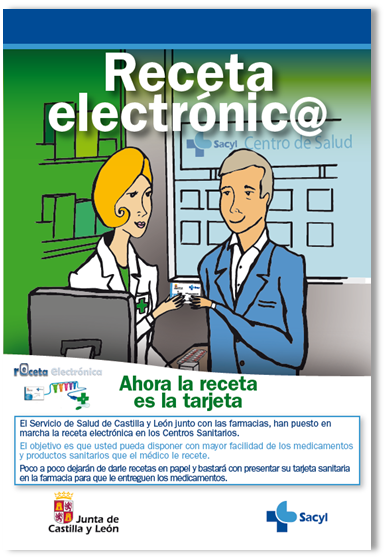 Receta
electrónic@
Sacyl Centro de Salud
r@ceta electrónica
Ahora la receta
es la tarjeta
El Servicio de Salud de Castilla y León junto con las farmacias, han puesto en
marcha la receta electrónica en los Centros Sanitarios.
El objetivo es que usted pueda disponer con mayor facilidad de los medicamentos
y productos sanitarios que el médico le recete.
Poco a poco dejarán de darle recetas en papel y bastará con presentar su tarjeta sanitaria
en la farmacia para que le entreguen los medicamentos.
Junta de
Castilla y León
Sacyl